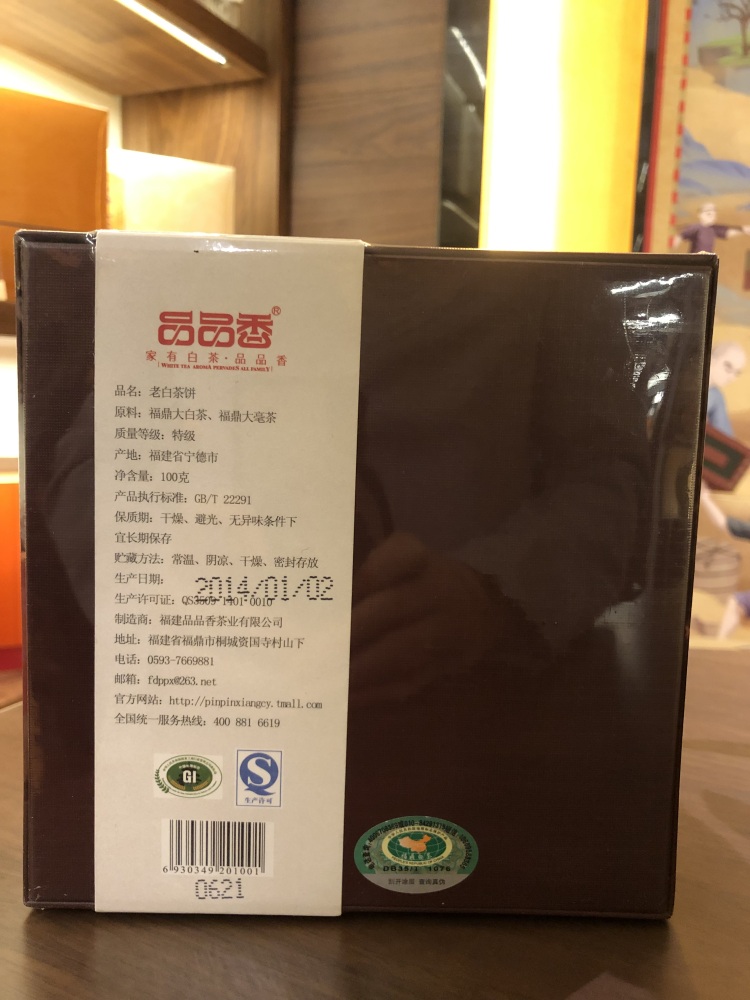 品品香®
家有白茶·品品香
WHITE TEA AROMA PERVADES ALL FAMILY
品名：老白茶饼
原料：福鼎大白茶、福鼎大毫茶
质量等级：特级
产地：福建省宁德市
净含量：100克
产品执行标准：GB/T 22291
保质期：干燥、避光、无异味条件下
宜长期保存
贮藏方法：常温、阴凉、干燥、密封存放
生产日期：
2014/01/02
生产许可证：QS3509 1401 0010
制造商：福建品品香茶业有限公司
地址：福建省福鼎市桐城资国寺村山下
电话：0593-7669881
邮箱：fdppx@263.net
官方网站：http://pinpinxiangcy.tmall.com
全国统一服务热线：400 881 6619
GI
生产许可
6 930349 201001
0621